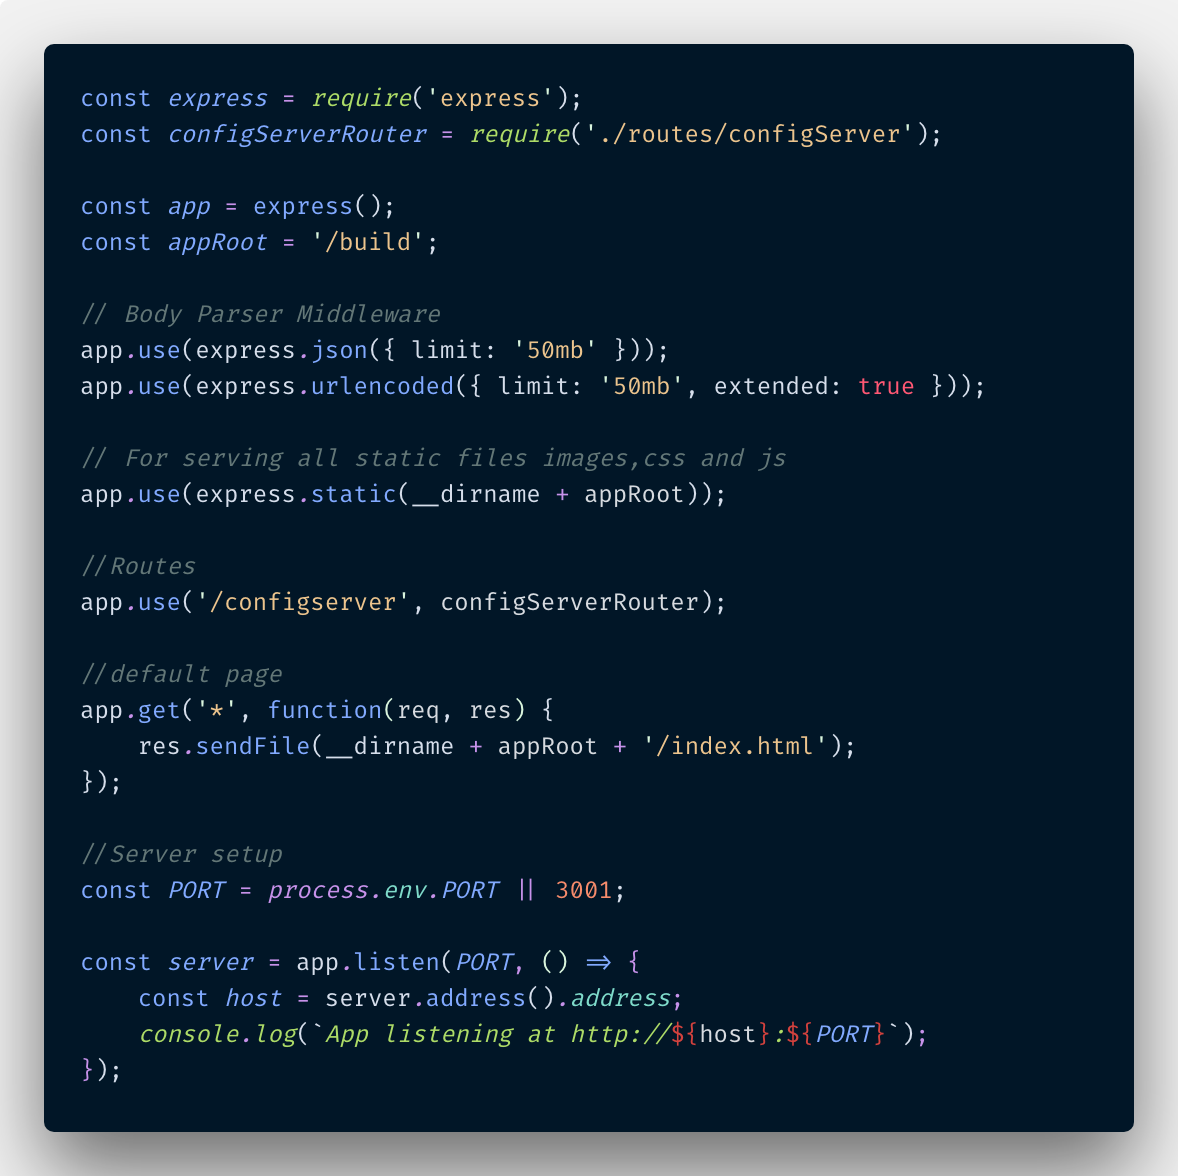 const express = require('express');
const configServerRouter = require('./routes/configServer');

const app = express();
const appRoot = '/build';

// Body Parser Middleware
app.use(express.json({ limit: '50mb' }));
app.use(express.urlencoded({ limit: '50mb', extended: true }));

// For serving all static files images,css and js
app.use(express.static(__dirname + appRoot));

//Routes
app.use('/configserver', configServerRouter);

//default page
app.get('*', function(req, res) {
    res.sendFile(__dirname + appRoot + '/index.html');
});

//Server setup
const PORT = process.env.PORT || 3001;

const server = app.listen(PORT, () => {
    const host = server.address().address;
    console.log(`App listening at http://${host}:${PORT}`);
});